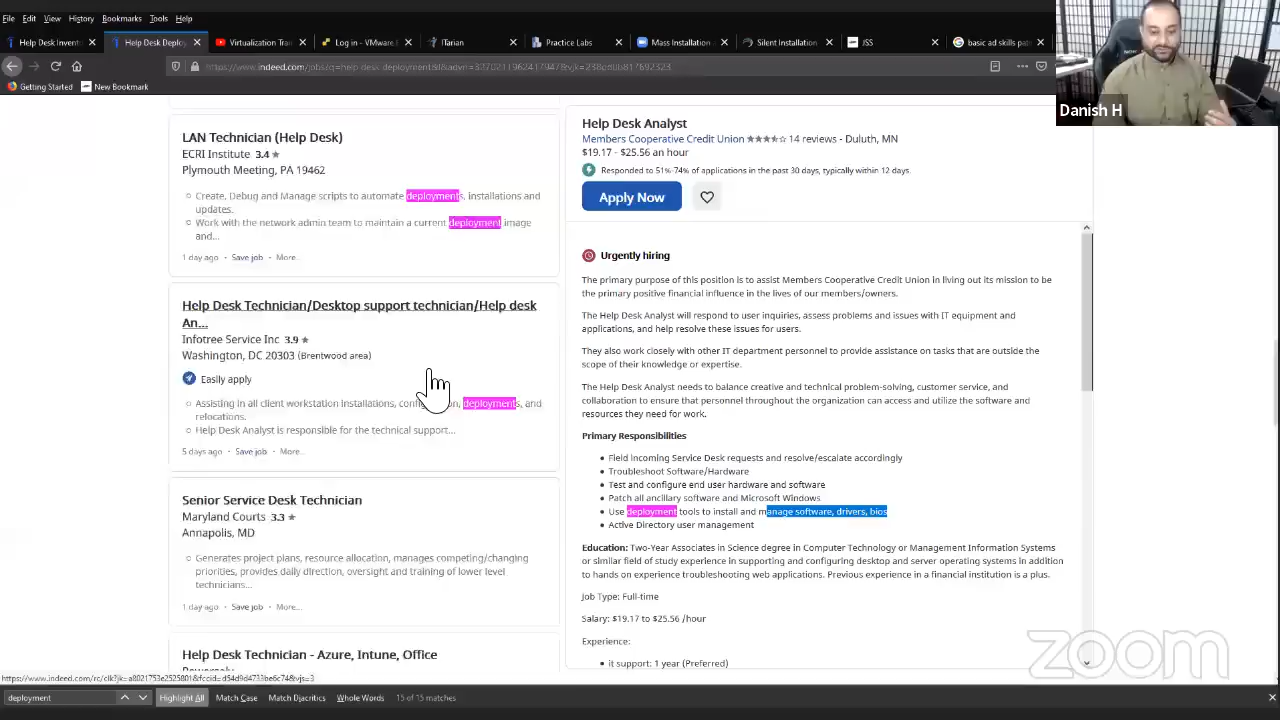 File Edit View History Bookmarks Tools Help
Help Desk Invent
Help Desk Deploy
Virtualization Train
Log in - VMware
ITarian
Practice Labs
Mass Installation
Silent Installation
JSS
basic ad skills
Getting Started
New Bookmark
Danish H
LAN Technician (Help Desk)
ECRI Institute 3.4
Plymouth Meeting, PA 19462
Create, Debug and Manage scripts to automate deployments, installations and
updates.
Work with the network admin team to maintain a current deployment image
and...
1 day ago · Save job · More..
Help Desk Technician/Desktop support technician/Help desk
An...
Infotree Service Inc 3.9
Washington, DC 20303 (Brentwood area)
Easily apply
Assisting in all client workstation installations, deployments, and
relocations.
Help Desk Analyst is responsible for the technical support...
5 days ago · Save job · More...
Senior Service Desk Technician
Maryland Courts 3.3
Annapolis, MD
Generates project plans, resource allocation, manages competing/changing
priorities, provides daily direction, oversight and training of lower level
technicians...
1 day ago · Save job · More...
Help Desk Technician - Azure, Intune, Office
Help Desk Analyst
Members Cooperative Credit Union 14 reviews - Duluth, MN
$19.17 - $25.56 an hour
Responded to 51%-74% of applications in the past 30 days, typically within 12 days.
Apply Now
Urgently hiring
The primary purpose of this position is to assist Members Cooperative Credit Union in living out its mission to be
the primary positive financial influence in the lives of our members/owners.
The Help Desk Analyst will respond to user inquiries, assess problems and issues with IT equipment and
applications, and help resolve these issues for users.
They also work closely with other IT department personnel to provide assistance on tasks that are outside the
scope of their knowledge or expertise.
The Help Desk Analyst needs to balance creative and technical problem-solving, customer service, and
collaboration to ensure that personnel throughout the organization can access and utilize the software and
resources they need for work.
Primary Responsibilities
Field Incoming Service Desk requests and resolve/escalate accordingly
Troubleshoot Software/Hardware
Test and configure end user hardware and software
Patch all ancillary software and Microsoft Windows
Use deployment tools to install and manage software, drivers, bios
Active Directory user management
Education: Two-Year Associates in Science degree in Computer Technology or Management Information Systems
or similar field of study experience in supporting and configuring desktop and server operating systems in addition
to hands on experience troubleshooting web applications. Previous experience in a financial institution is a plus.
Job Type: Full-time
Salary: $19.17 to $25.56 /hour
Experience:
it support: 1 year (Preferred)
zoom
deployment
Highlight All Match Case Match Diacritics Whole Words 15 of 15 matches